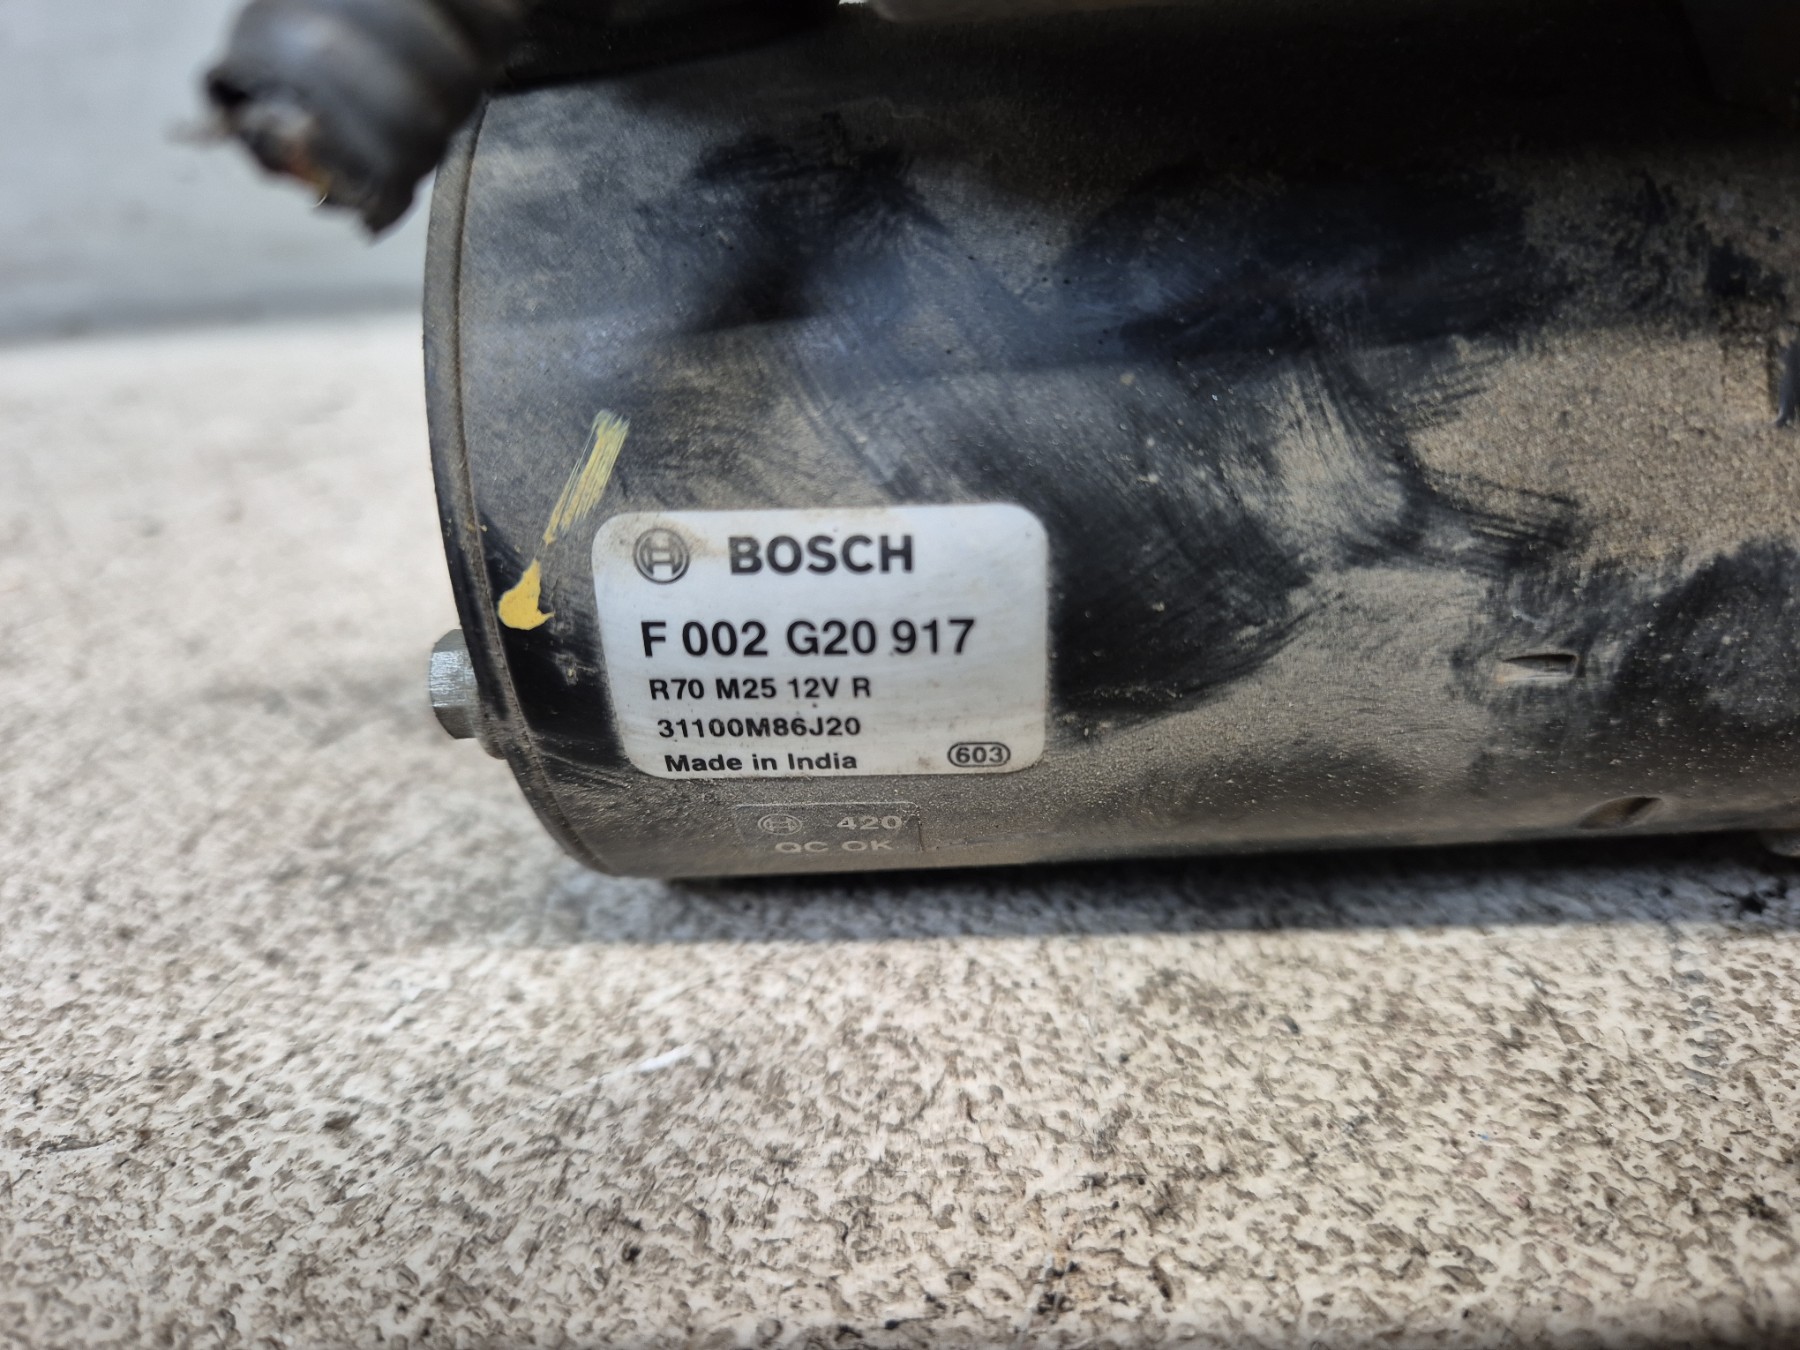 BOSCH
F 002 G20 917
R70 M25 12V R
31100M86J20
Made in India 603
420
QC OK